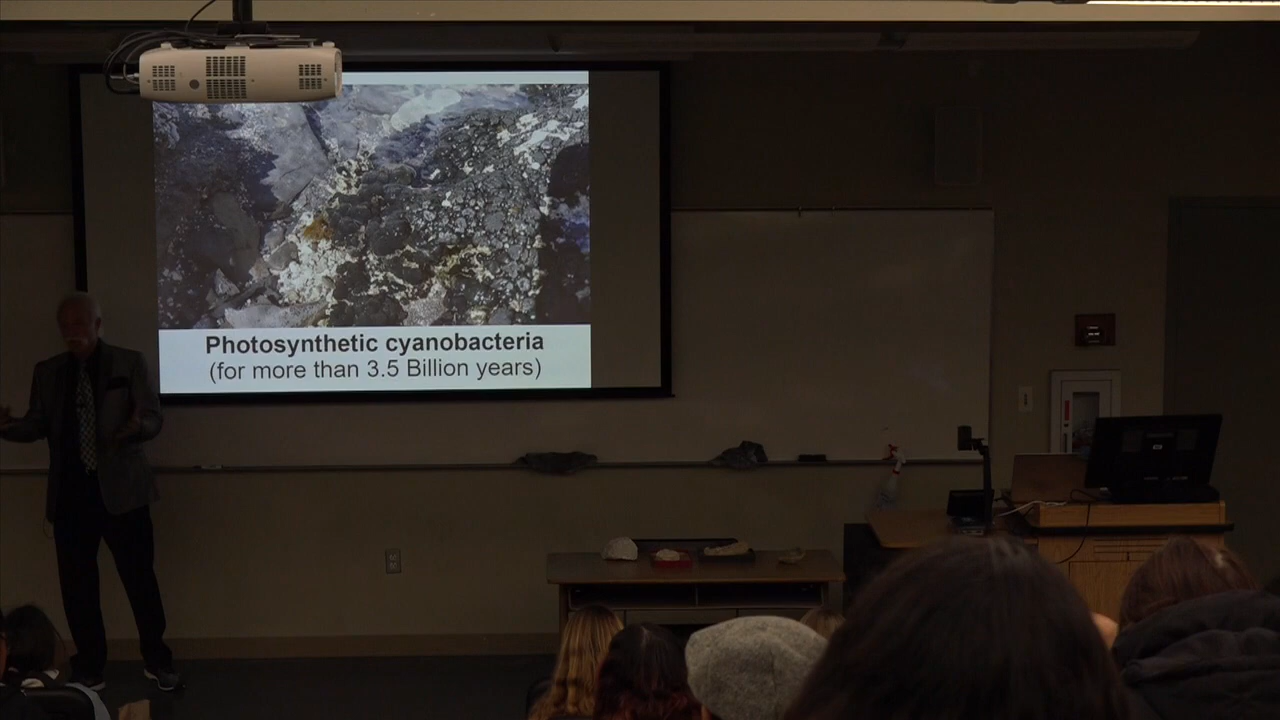 Photosynthetic cyanobacteria
(for more than 3.5 Billion years)